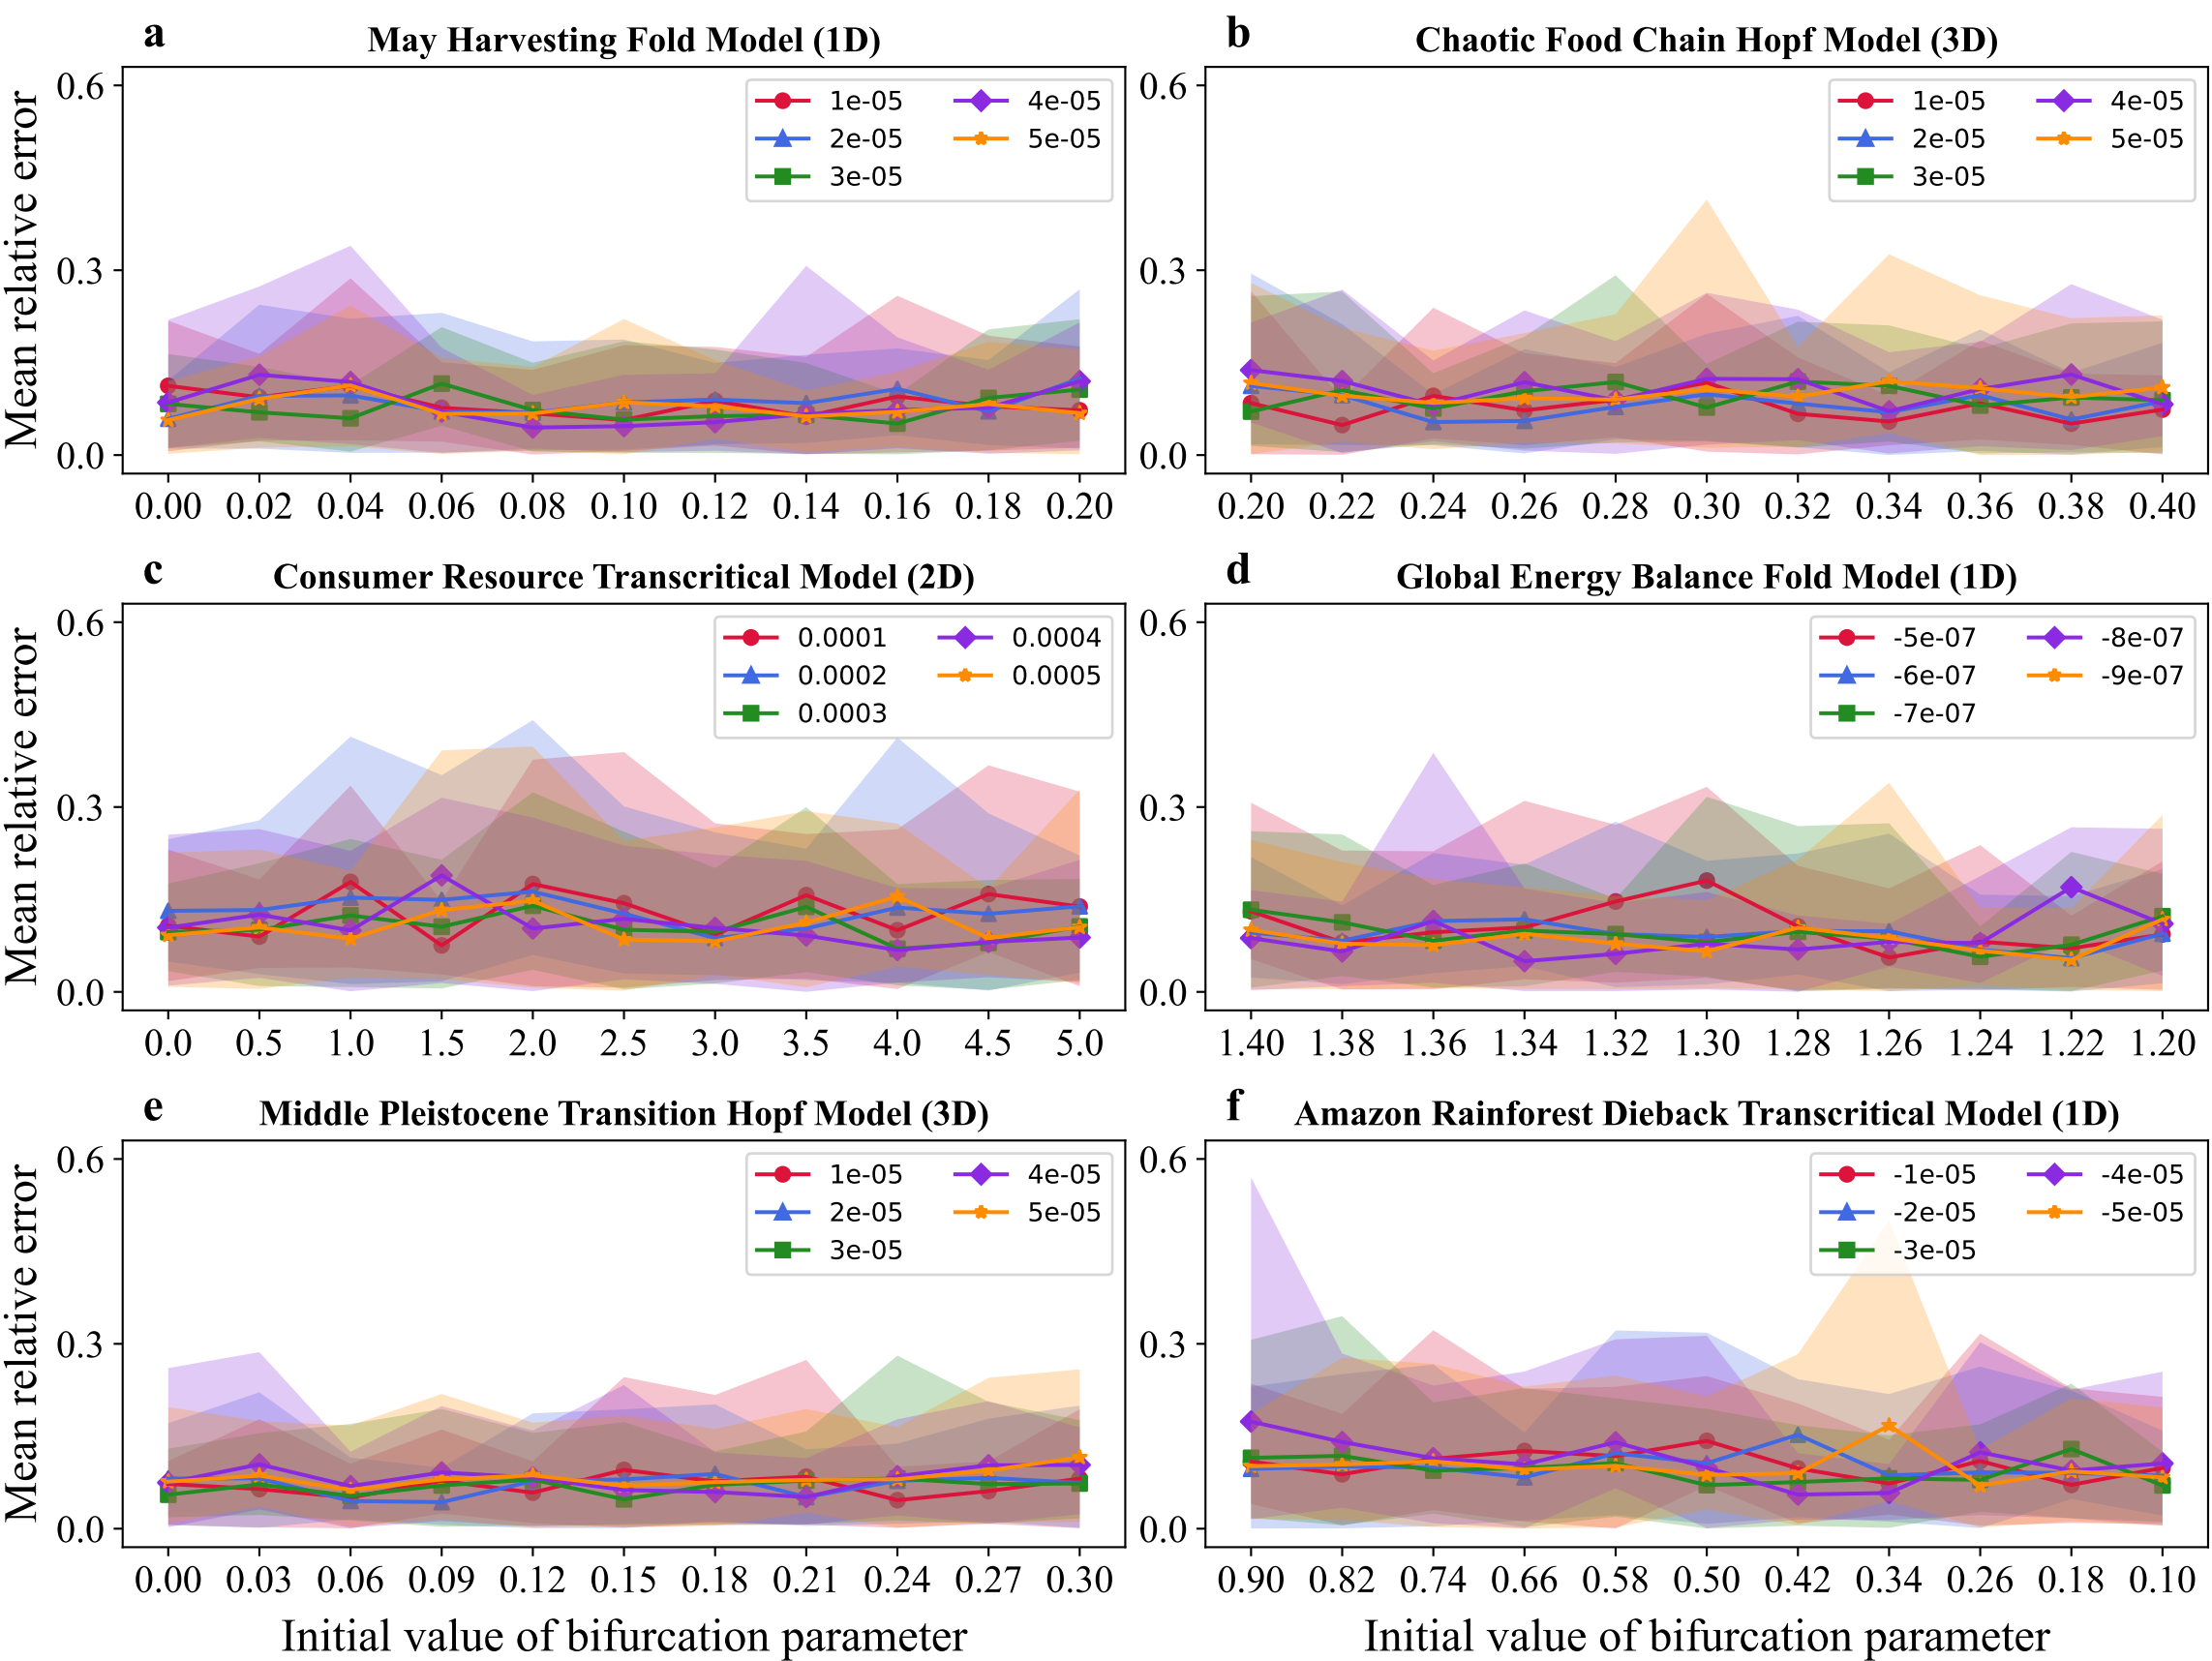 a
May Harvesting Fold Model (1D)
Mean relative error
0.6
0.3
0.0
1e-05
2e-05
3e-05
4e-05
5e-05
0.00 0.02 0.04 0.06 0.08 0.10 0.12 0.14 0.16 0.18 0.20
b
Chaotic Food Chain Hopf Model (3D)
0.6
0.3
0.0
1e-05
2e-05
3e-05
4e-05
5e-05
0.20 0.22 0.24 0.26 0.28 0.30 0.32 0.34 0.36 0.38 0.40
c
Consumer Resource Transcritical Model (2D)
Mean relative error
0.6
0.3
0.0
0.0001
0.0002
0.0003
0.0004
0.0005
0.0 0.5 1.0 1.5 2.0 2.5 3.0 3.5 4.0 4.5 5.0
d
Global Energy Balance Fold Model (1D)
0.6
0.3
0.0
-5e-07
-6e-07
-7e-07
-8e-07
-9e-07
1.40 1.38 1.36 1.34 1.32 1.30 1.28 1.26 1.24 1.22 1.20
e
Middle Pleistocene Transition Hopf Model (3D)
Mean relative error
0.6
0.3
0.0
1e-05
2e-05
3e-05
4e-05
5e-05
0.00 0.03 0.06 0.09 0.12 0.15 0.18 0.21 0.24 0.27 0.30
Initial value of bifurcation parameter
f
Amazon Rainforest Dieback Transcritical Model (1D)
0.6
0.3
0.0
-1e-05
-2e-05
-3e-05
-4e-05
-5e-05
0.90 0.82 0.74 0.66 0.58 0.50 0.42 0.34 0.26 0.18 0.10
Initial value of bifurcation parameter